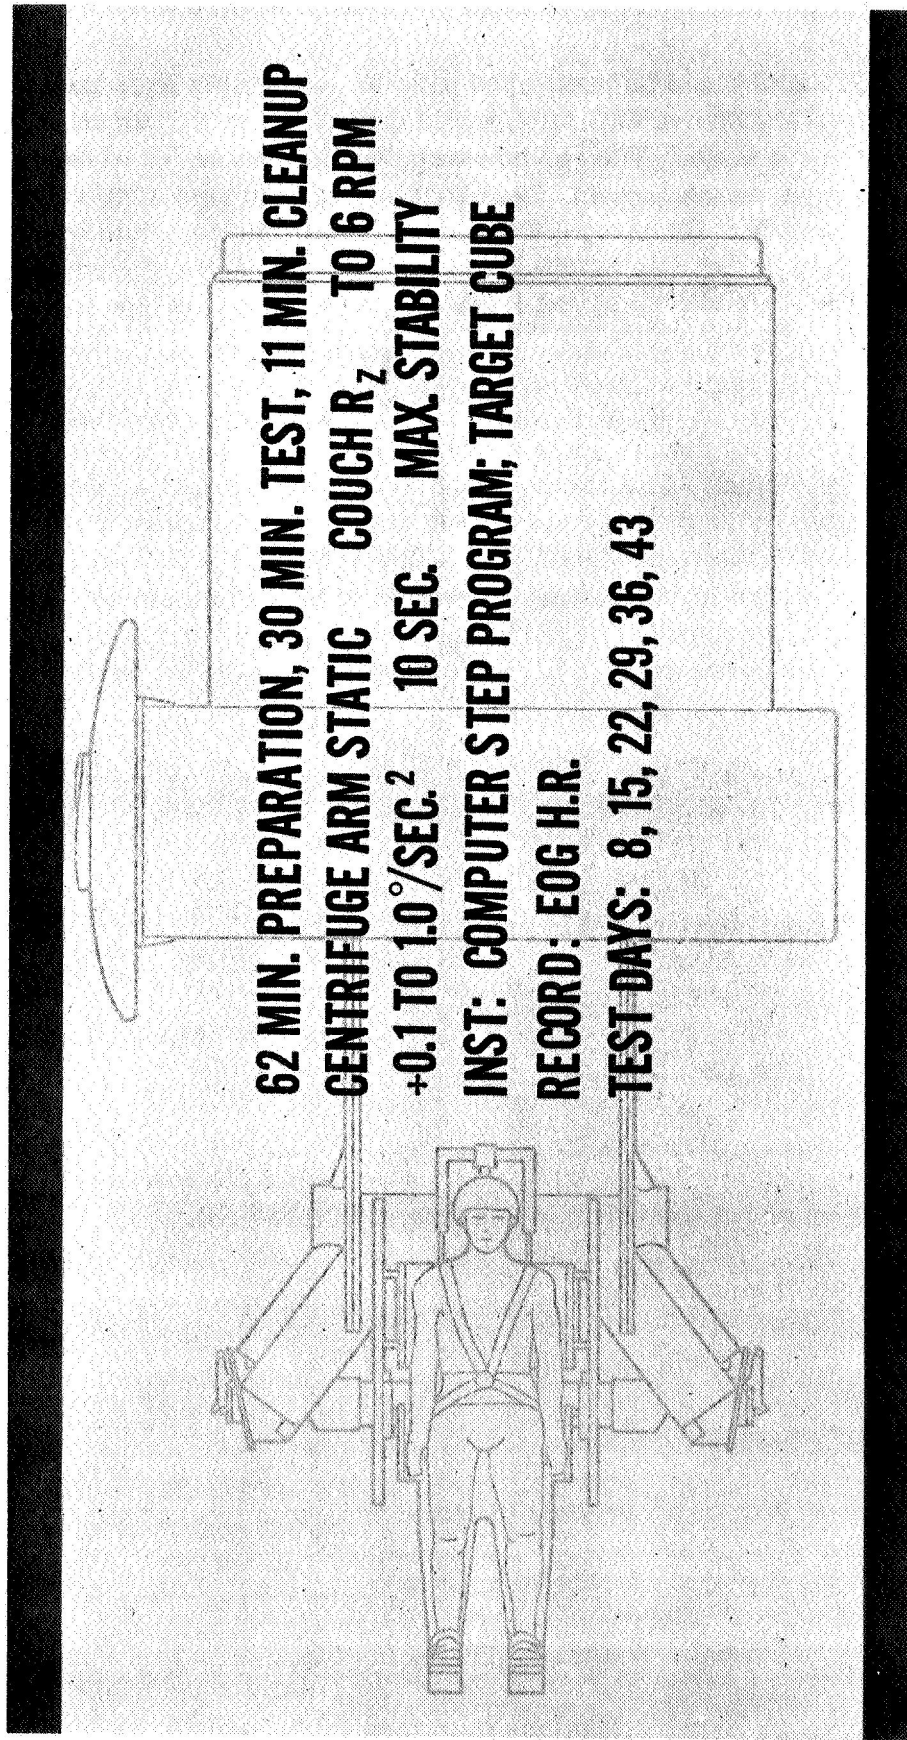 62 MIN. PREPARATION, 30 MIN. TEST, 11 MIN. CLEANUP
CENTRIFUGE ARM STATIC COUCH RZ TO 6 RPM
+0.1 TO 1.0°/SEC.² 10 SEC. MAX. STABILITY
INST: COMPUTER STEP PROGRAM; TARGET CUBE
RECORD: EOG H.R.
TEST DAYS: 8, 15, 22, 29, 36, 43